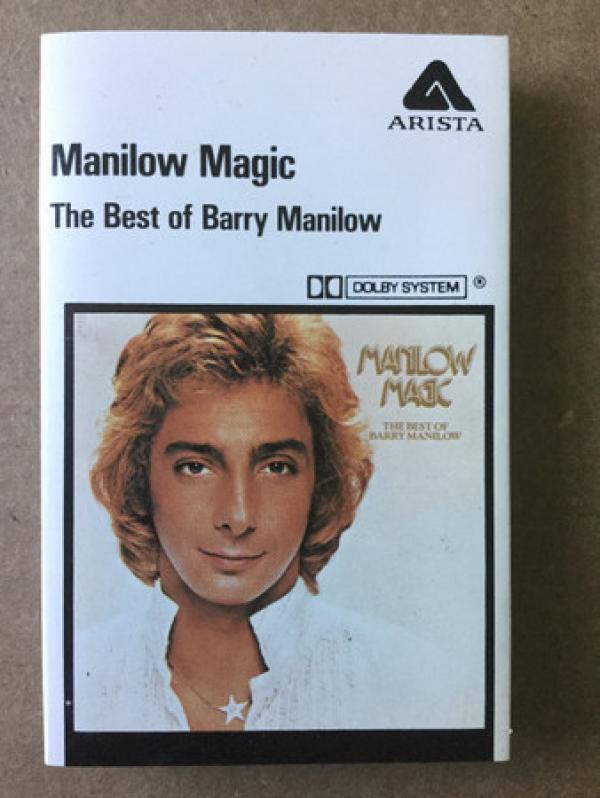 ARISTA
Manilow Magic
The Best of Barry Manilow
DOLBY SYSTEM ®
MANILOW
MAGIC
THE BEST OF
BARRY MANILOW